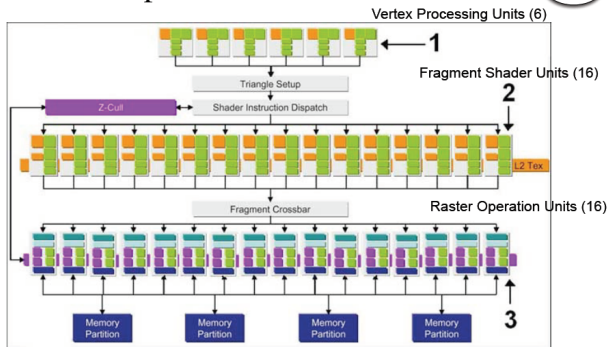 Vertex Processing Units (6)
1
Triangle Setup
Fragment Shader Units (16)
Z-Cull
Shader Instruction Dispatch
2
L2 Tex
Fragment Crossbar
Raster Operation Units (16)
3
Memory Partition
Memory Partition
Memory Partition
Memory Partition